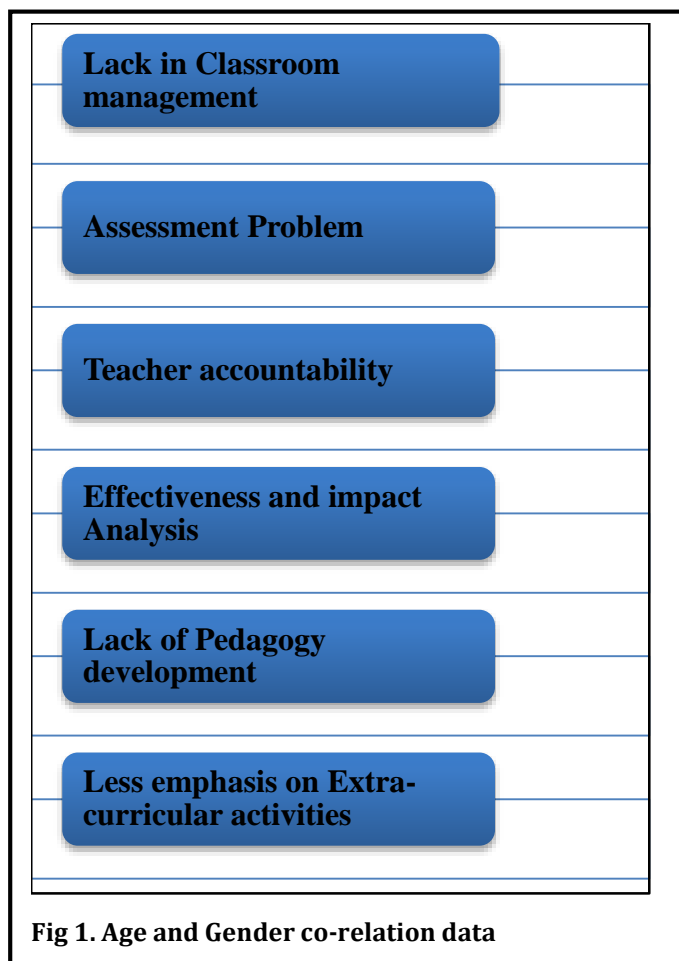 Lack in Classroom
management
Assessment Problem
Teacher accountability
Effectiveness and impact
Analysis
Lack of Pedagogy
development
Less emphasis on Extra-
curricular activities
Fig 1. Age and Gender co-relation data